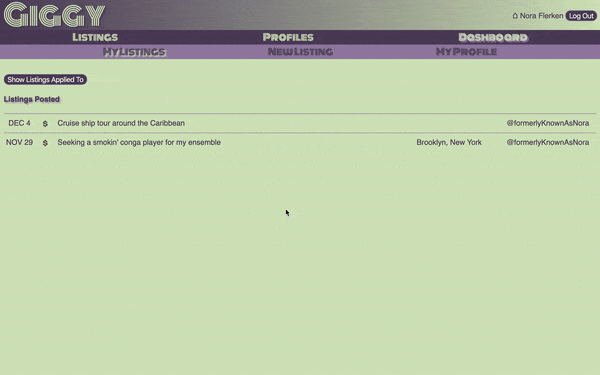 GIGGY
Nora Flerken Log Out
LISTINGS PROFILES DASHBOARD
MY LISTINGS NEW LISTING MY PROFILE
Show Listings Applied To
Listings Posted
DEC 4 $ Cruise ship tour around the Caribbean @formerlyKnownAsNora
NOV 29 $ Seeking a smokin' conga player for my ensemble Brooklyn, New York @formerlyKnownAsNora